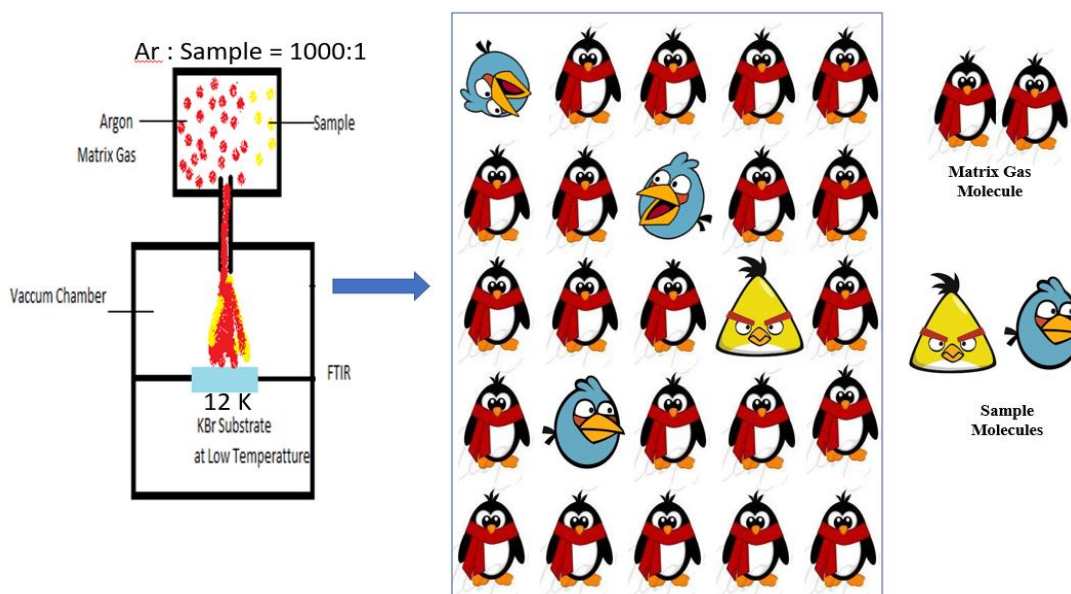 Ar : Sample = 1000:1
Argon
Matrix Gas
Sample
Vaccum Chamber
FTIR
12 K
KBr Substrate
at Low Temperatture
Matrix Gas
Molecule
Sample
Molecules